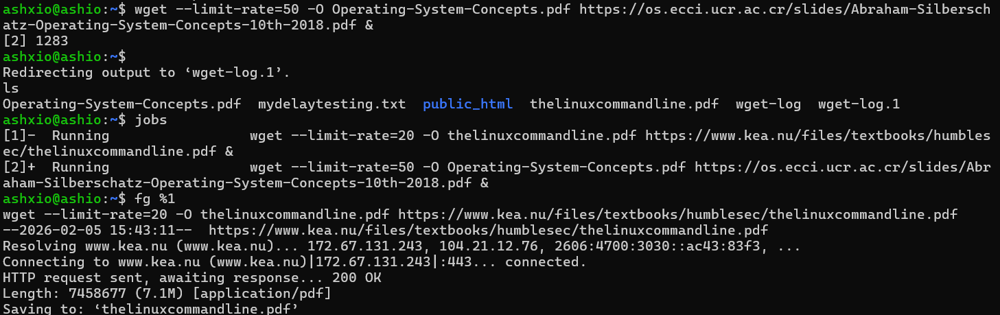 ashxio@ashio:~$ wget --limit-rate=50 -O Operating-System-Concepts.pdf https://os.ecci.ucr.ac.cr/slides/Abraham-Silbersch
atz-Operating-System-Concepts-10th-2018.pdf &
[2] 1283
ashxio@ashio:~$
Redirecting output to ‘wget-log.1’.
ls
Operating-System-Concepts.pdf  mydelaytesting.txt  public_html  thelinuxcommandline.pdf  wget-log  wget-log.1
ashxio@ashio:~$ jobs
[1]-  Running                 wget --limit-rate=20 -O thelinuxcommandline.pdf https://www.kea.nu/files/textbooks/humbles
ec/thelinuxcommandline.pdf &
[2]+  Running                 wget --limit-rate=50 -O Operating-System-Concepts.pdf https://os.ecci.ucr.ac.cr/slides/Abr
aham-Silberschatz-Operating-System-Concepts-10th-2018.pdf &
ashxio@ashio:~$ fg %1
wget --limit-rate=20 -O thelinuxcommandline.pdf https://www.kea.nu/files/textbooks/humblesec/thelinuxcommandline.pdf
--2026-02-05 15:43:11--  https://www.kea.nu/files/textbooks/humblesec/thelinuxcommandline.pdf
Resolving www.kea.nu (www.kea.nu)... 172.67.131.243, 104.21.12.76, 2606:4700:3030::ac43:83f3, ...
Connecting to www.kea.nu (www.kea.nu)|172.67.131.243|:443... connected.
HTTP request sent, awaiting response... 200 OK
Length: 7458677 (7.1M) [application/pdf]
Saving to: ‘thelinuxcommandline.pdf’